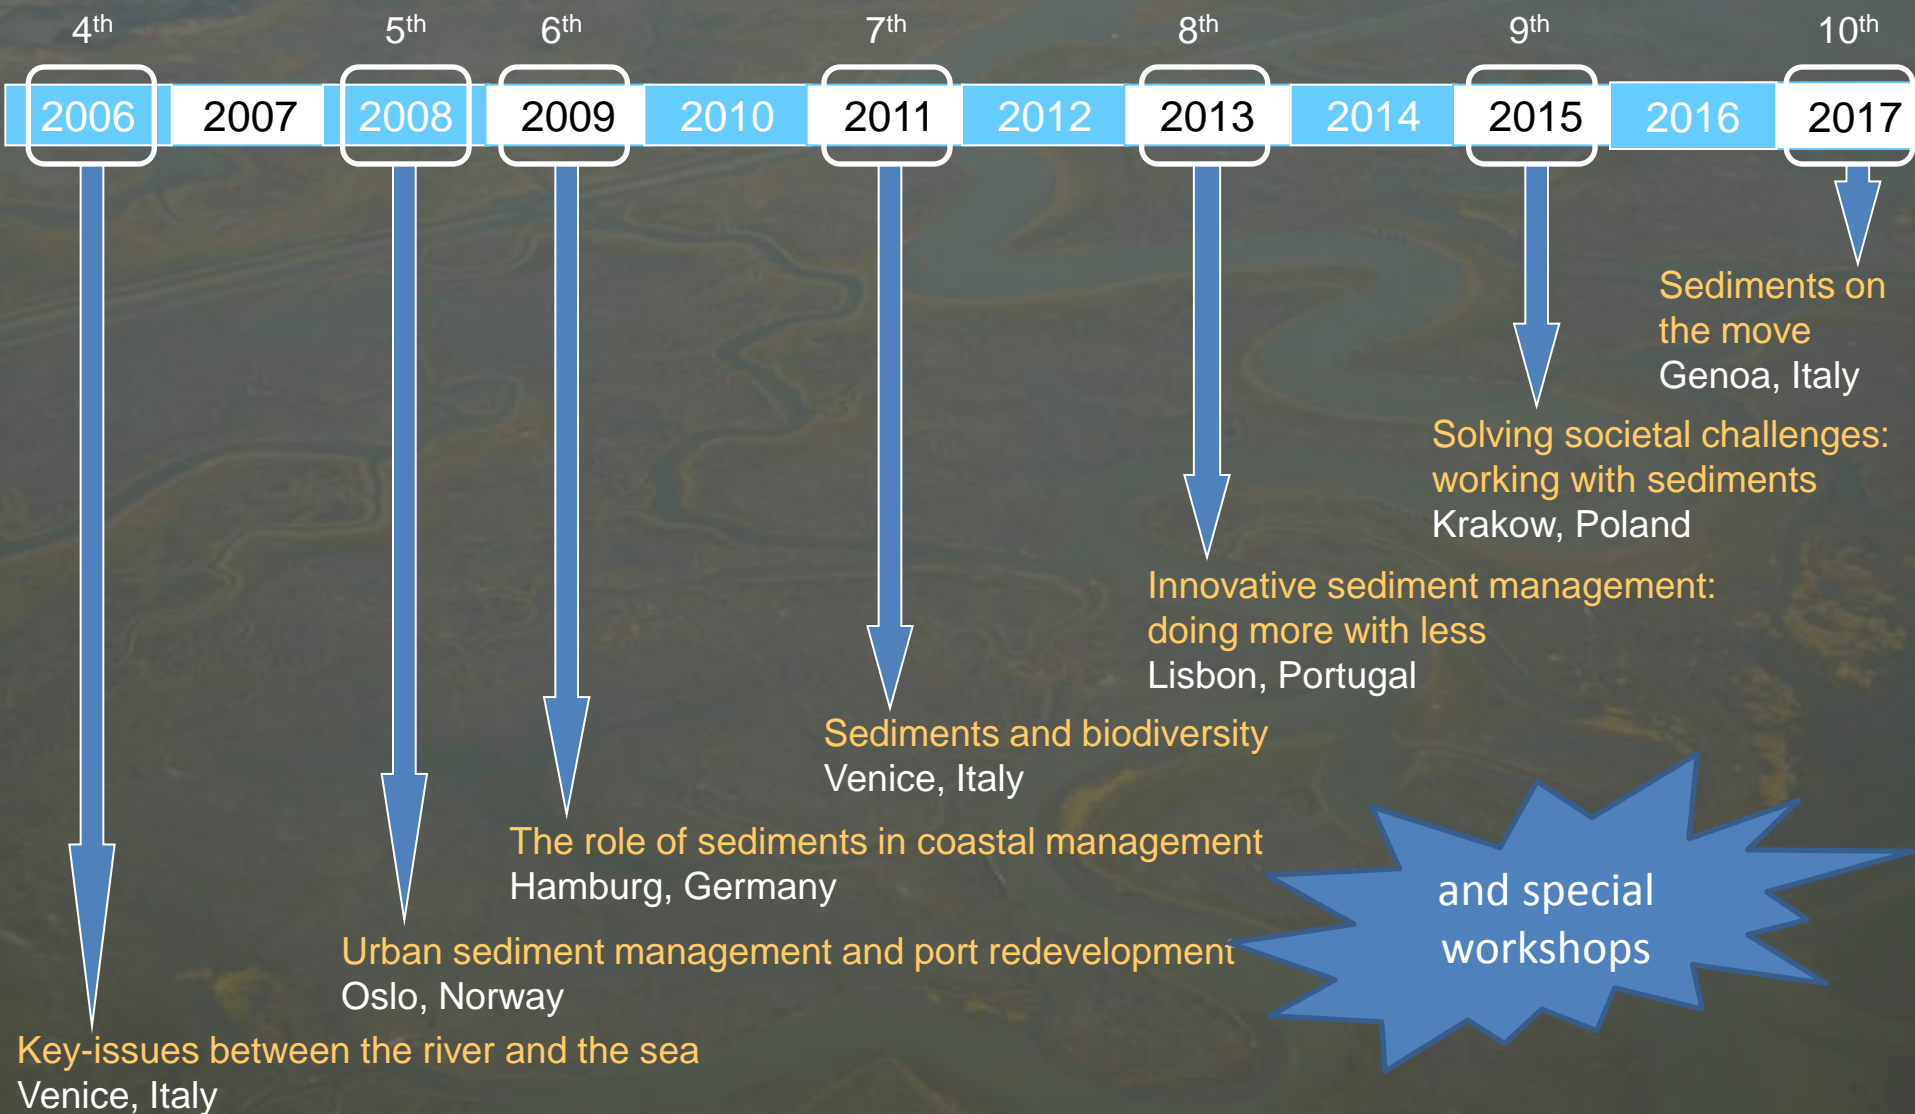 4th 5th 6th 7th 8th 9th 10th
2006 2007 2008 2009 2010 2011 2012 2013 2014 2015 2016 2017
Sediments on
the move
Genoa, Italy
Solving societal challenges:
working with sediments
Krakow, Poland
Innovative sediment management:
doing more with less
Lisbon, Portugal
Sediments and biodiversity
Venice, Italy
The role of sediments in coastal management
Hamburg, Germany
Urban sediment management and port redevelopment
Oslo, Norway
Key-issues between the river and the sea
Venice, Italy
and special
workshops